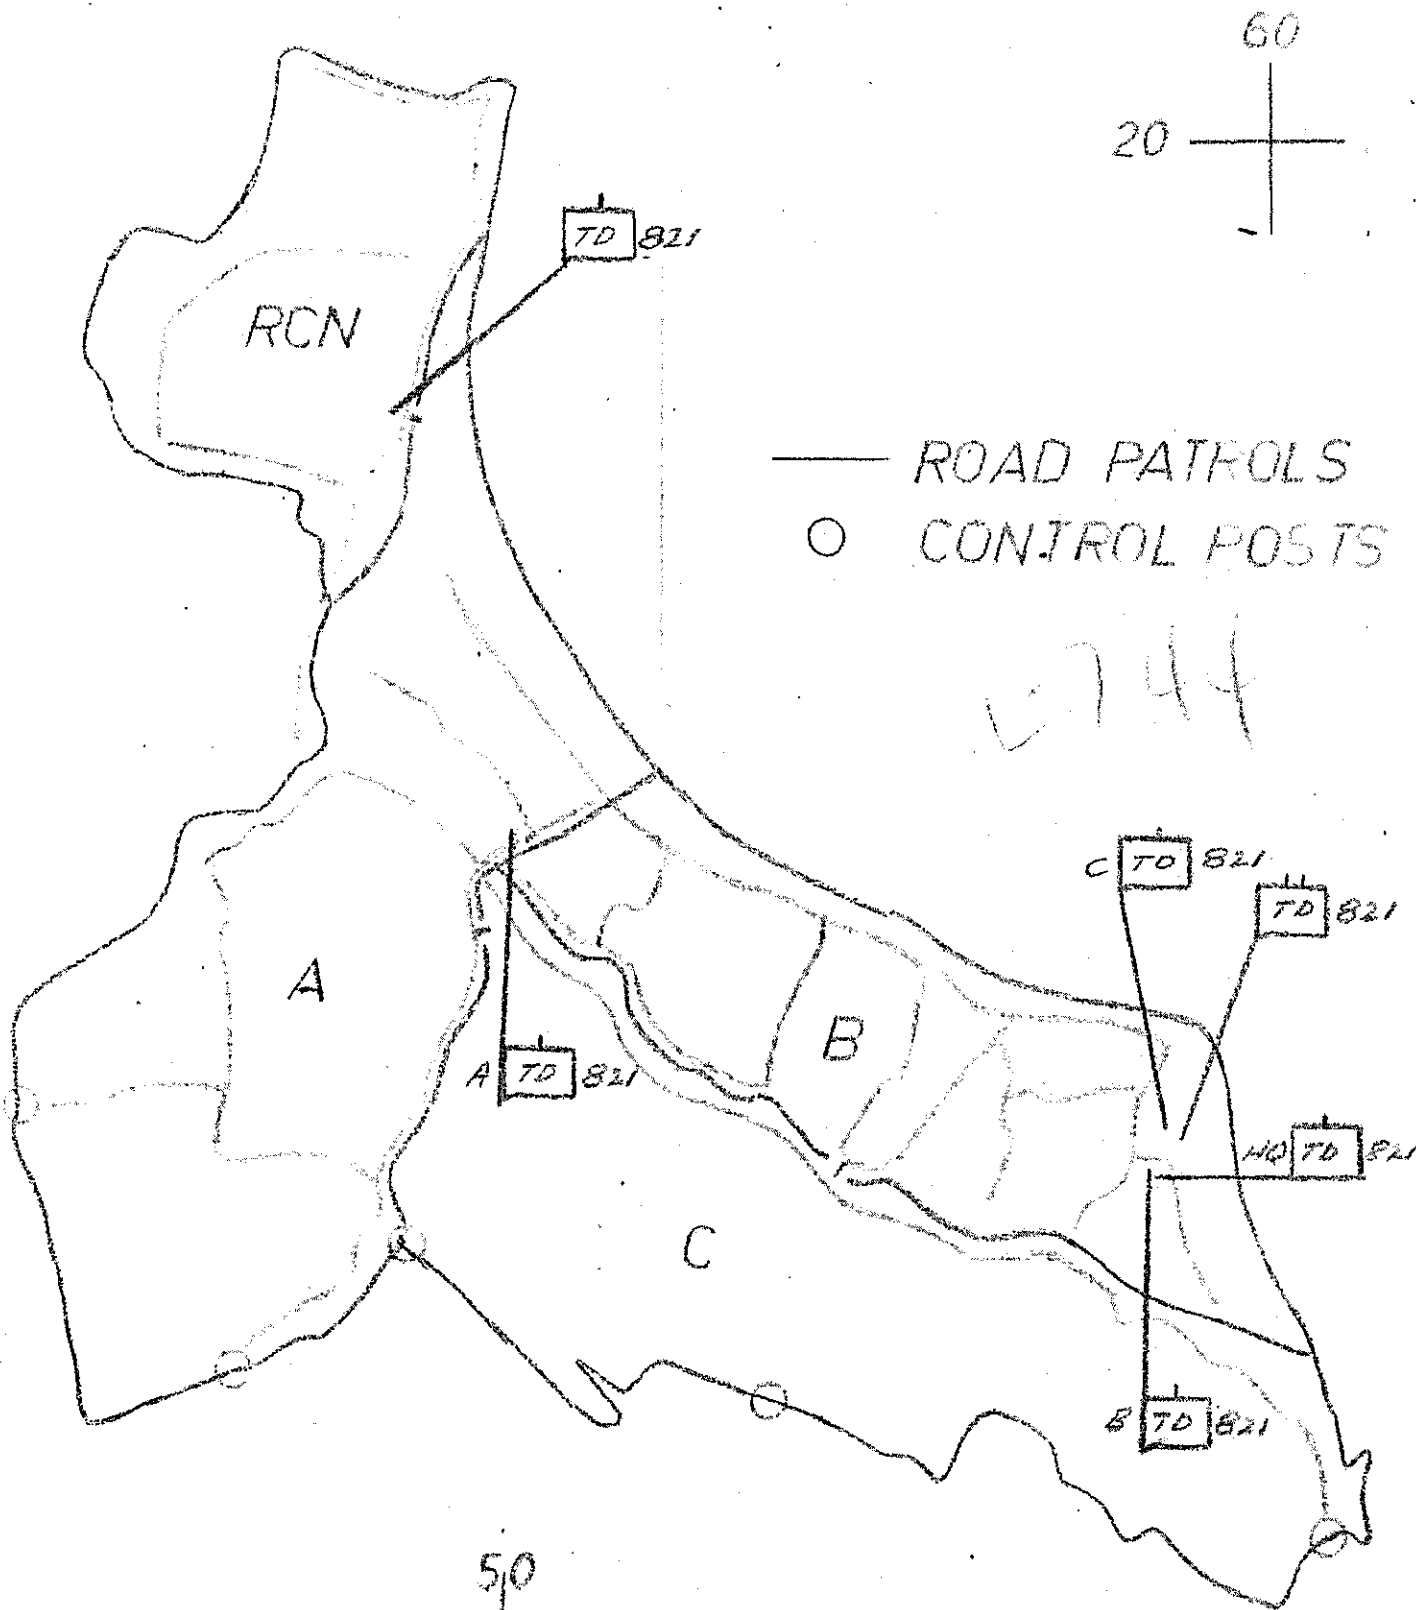 60
20
TD 821
RCN
ROAD PATROLS
CONTROL POSTS
744
C TD 821
TD 821
A
B
A TD 821
HQ TD 821
C
B TD 821
50